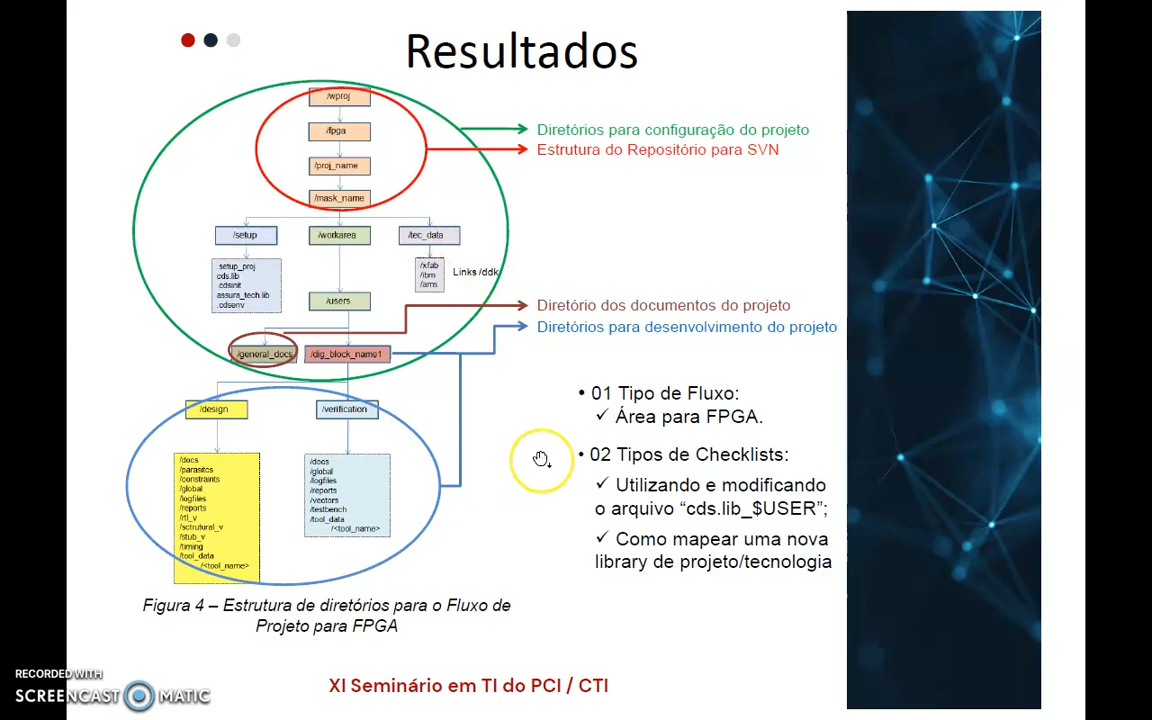 Resultados
/wproj
/fpga
/proj_name
/mask_name
Diretórios para configuração do projeto
Estrutura do Repositório para SVN
/setup
/workarea
/tec_data
.setup_proj
cds.lib
.cdsinit
assura_tech.lib
.cdsenv
/xfab
/ibm
/ams
Links /ddk
/users
Diretório dos documentos do projeto
Diretórios para desenvolvimento do projeto
/general_docs
/dig_block_name1
/design
/verification
/docs
/parasitcs
/constraints
/global
/logfiles
/reports
/rtl_v
/sctrutural_v
/stub_v
/timing
/tool_data
/<tool_name>
/docs
/global
/logfiles
/reports
/vectors
/testbench
/tool_data
/<tool_name>
• 01 Tipo de Fluxo:
✓ Área para FPGA.
• 02 Tipos de Checklists:
✓ Utilizando e modificando
o arquivo “cds.lib_$USER”;
✓ Como mapear uma nova
library de projeto/tecnologia
Figura 4 – Estrutura de diretórios para o Fluxo de
Projeto para FPGA
XI Seminário em TI do PCI / CTI
RECORDED WITH
SCREENCAST MATIC